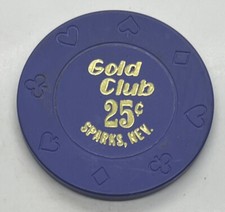 Gold
Club
25¢
SPARKS, NEV.